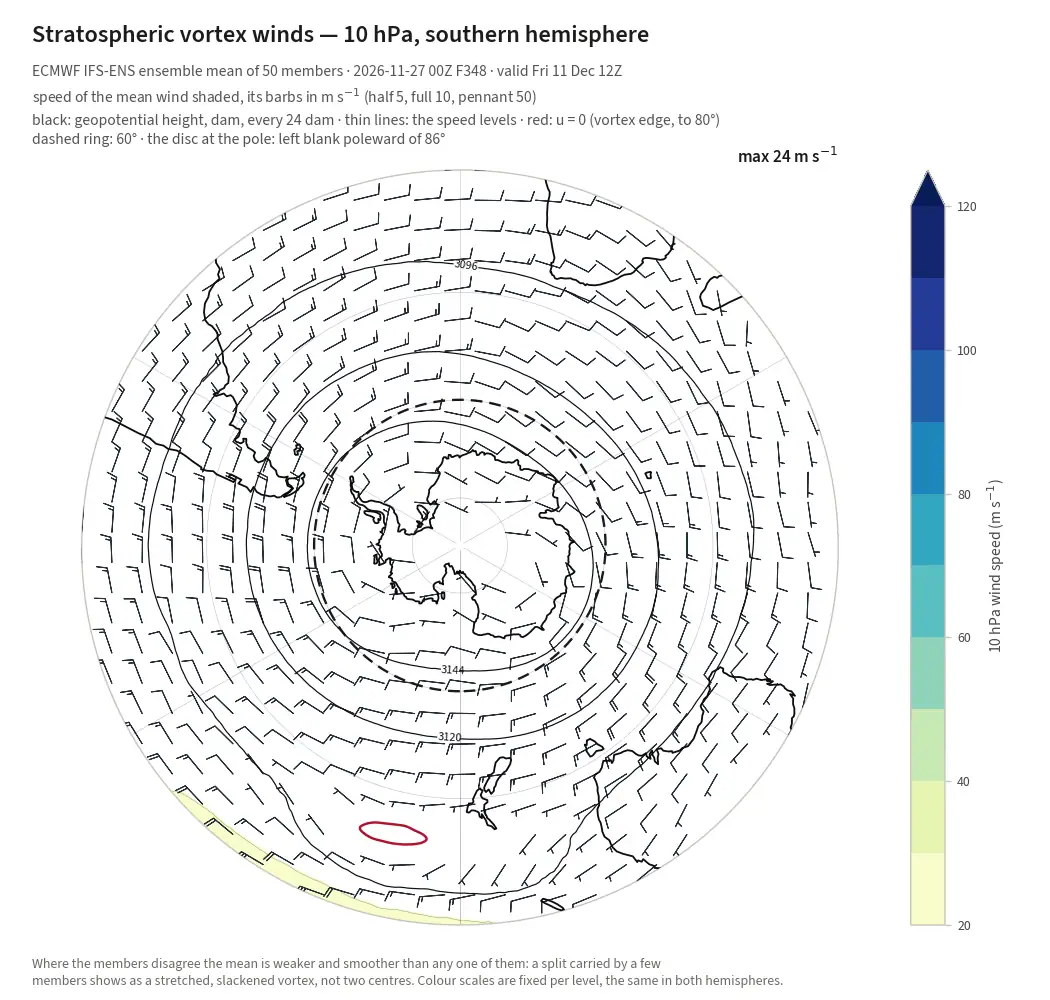 Stratospheric vortex winds — 10 hPa, southern hemisphere
ECMWF IFS-ENS ensemble mean of 50 members · 2026-11-27 00Z F348 · valid Fri 11 Dec 12Z
speed of the mean wind shaded, its barbs in m s⁻¹ (half 5, full 10, pennant 50)
black: geopotential height, dam, every 24 dam · thin lines: the speed levels · red: u = 0 (vortex edge, to 80°)
dashed ring: 60° · the disc at the pole: left blank poleward of 86°
max 24 m s⁻¹
3096
3144
3120
120
100
80
60
40
20
10 hPa wind speed (m s⁻¹)
Where the members disagree the mean is weaker and smoother than any one of them: a split carried by a few
members shows as a stretched, slackened vortex, not two centres. Colour scales are fixed per level, the same in both hemispheres.